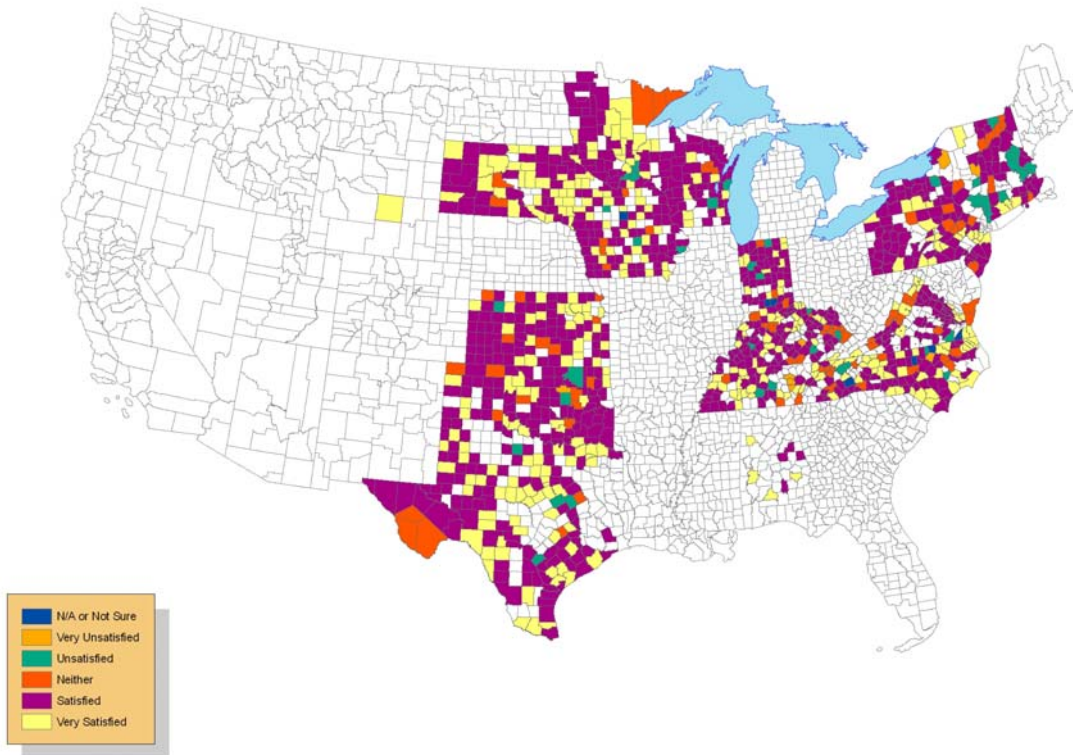 N/A or Not Sure
Very Unsatisfied
Unsatisfied
Neither
Satisfied
Very Satisfied